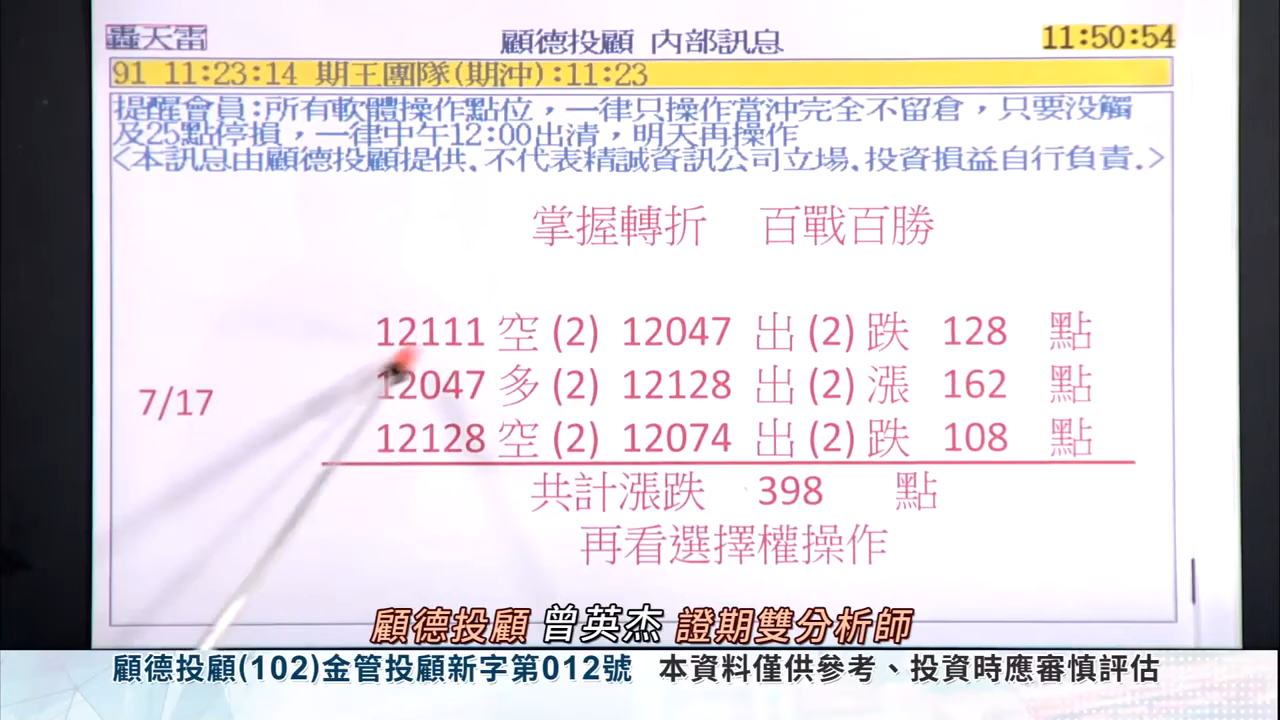 轟天雷 顧德投顧 內部訊息 11:50:54
91 11:23:14 期王團隊(期沖):11:23
提醒會員:所有軟體操作點位，一律只操作當沖完全不留倉，只要没觸
及25點停損，一律中午12:00出清，明天再操作
<本訊息由顧德投顧提供､不代表精誠資訊公司立場､投資損益自行負責.>
掌握轉折 百戰百勝
12111 空 (2) 12047 出 (2) 跌 128 點
7/17 12047 多 (2) 12128 出 (2) 漲 162 點
12128 空 (2) 12074 出 (2) 跌 108 點
共計漲跌 398 點
再看選擇權操作
顧德投顧 曾英杰 證期雙分析師
顧德投顧(102)金管投顧新字第012號 本資料僅供參考、投資時應審慎評估